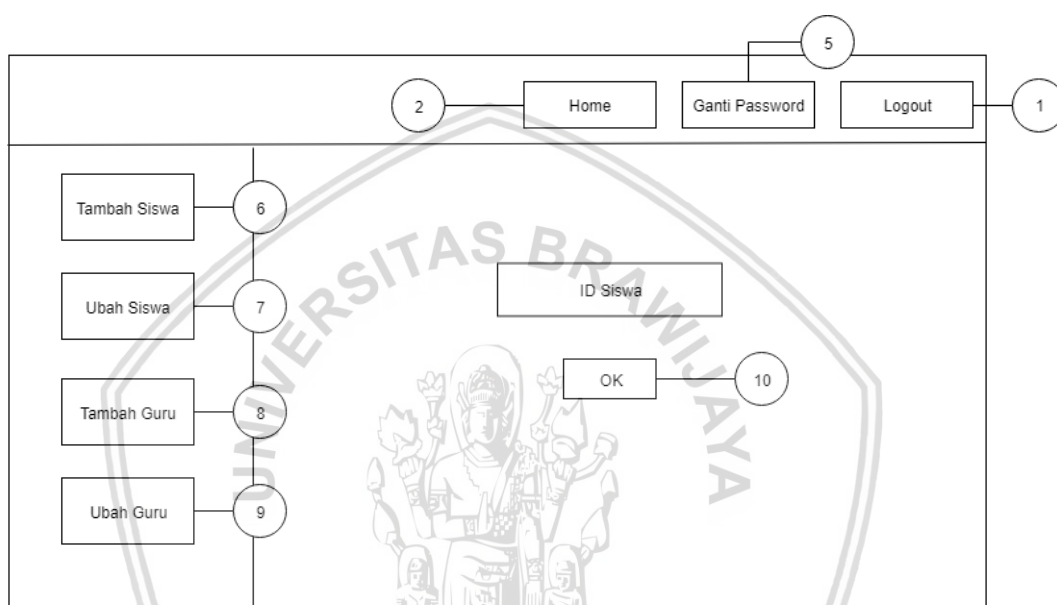 5
2
Home
Ganti Password
Logout
1
Tambah Siswa
6
UNIVERSITAS BRAWIJAYA
ID Siswa
Ubah Siswa
7
OK
10
Tambah Guru
8
Ubah Guru
9